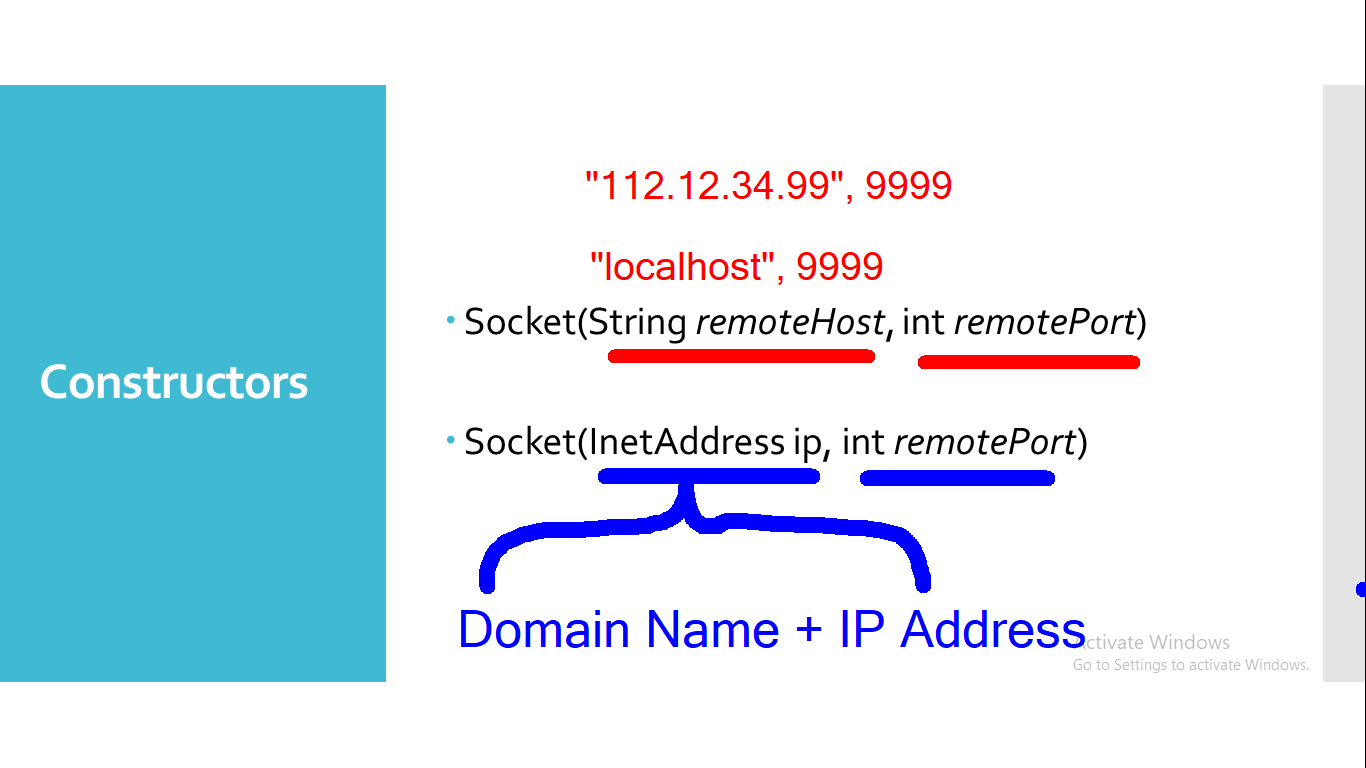 "112.12.34.99", 9999
"localhost", 9999
Constructors
• Socket(String remoteHost, int remotePort)
• Socket(InetAddress ip, int remotePort)
Domain Name + IP Address
Activate Windows
Go to Settings to activate Windows.